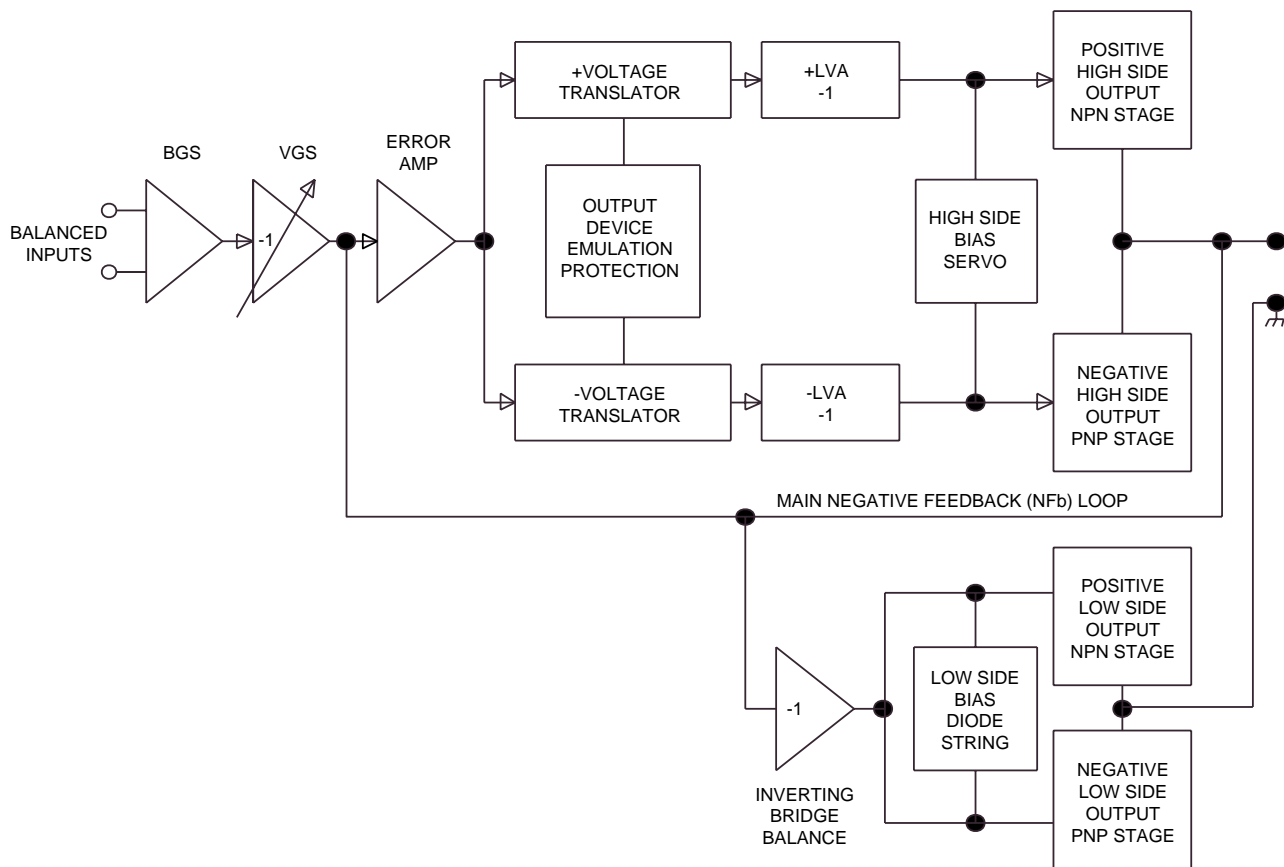 BALANCED
INPUTS
BGS
-1
VGS
ERROR
AMP
+VOLTAGE
TRANSLATOR
+LVA
-1
POSITIVE
HIGH SIDE
OUTPUT
NPN STAGE
OUTPUT
DEVICE
EMULATION
PROTECTION
HIGH SIDE
BIAS
SERVO
-VOLTAGE
TRANSLATOR
-LVA
-1
NEGATIVE
HIGH SIDE
OUTPUT
PNP STAGE
MAIN NEGATIVE FEEDBACK (NFb) LOOP
-1
INVERTING
BRIDGE
BALANCE
LOW SIDE
BIAS
DIODE
STRING
POSITIVE
LOW SIDE
OUTPUT
NPN STAGE
NEGATIVE
LOW SIDE
OUTPUT
PNP STAGE